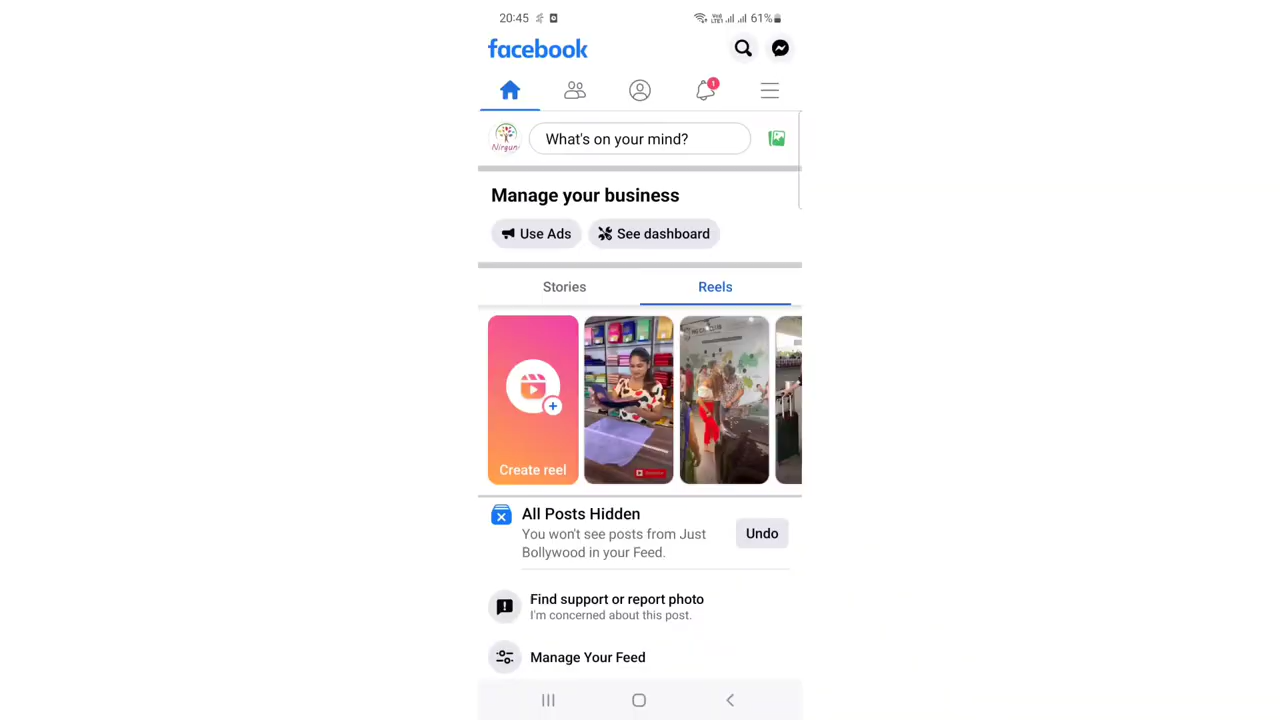 20:45 61%
facebook
1
Nirgun
What's on your mind?
Manage your business
Use Ads See dashboard
Stories Reels
Create reel
All Posts Hidden
You won't see posts from Just
Bollywood in your Feed.
Undo
Find support or report photo
I'm concerned about this post.
Manage Your Feed